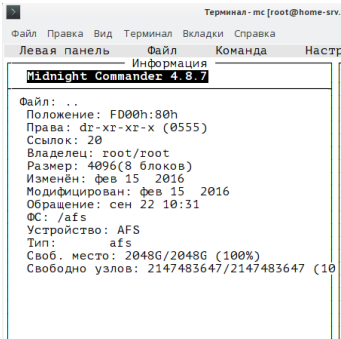 Терминал - mc [root@home-srv.
Файл Правка Вид Терминал Вкладки Справка
Левая панель Файл Команда Настр
Информация
Midnight Commander 4.8.7
Файл: ..
Положение: FD00h:80h
Права: dr-xr-xr-x (0555)
Ссылок: 20
Владелец: root/root
Размер: 4096(8 блоков)
Изменён: фев 15 2016
Модифицирован: фев 15 2016
Обращение: сен 22 10:31
ФС: /afs
Устройство: AFS
Тип: afs
Своб. место: 2048G/2048G (100%)
Свободно узлов: 2147483647/2147483647 (10